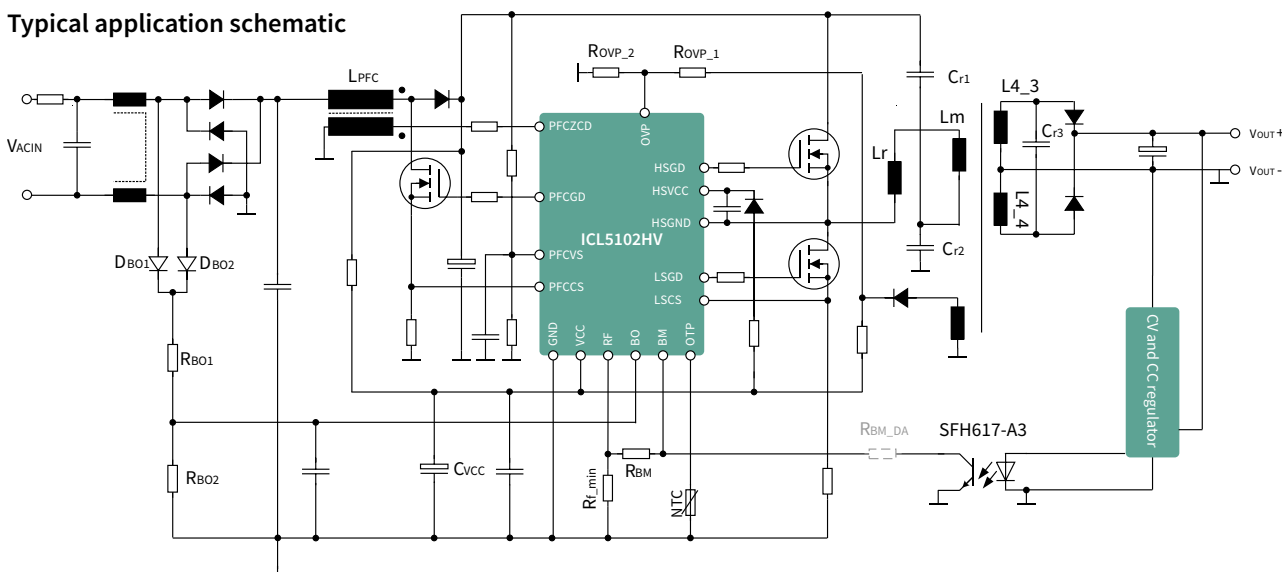 Typical application schematic
ROVP_2
ROVP_1
LPFC
Cr1
L4_3
VACIN
PFCZCD
OVP
Lm
Cr3
VOUT+
HSGD
Lr
VOUT-
PFCGD
HSVCC
L4_4
HSGND
ICL5102HV
Cr2
DBO1
DBO2
PFCVS
LSGD
PFCCS
LSCS
GND
VCC
RF
BO
BM
OTP
CV and CC regulator
RBO1
RBM_DA
SFH617-A3
RBO2
CVCC
RBM
Rf_min
NTC